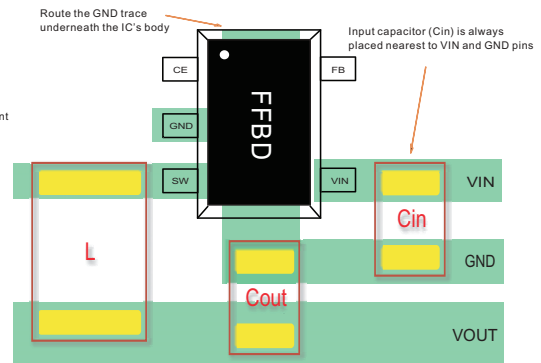 Route the GND trace
underneath the IC's body
Input capacitor (Cin) is always
placed nearest to VIN and GND pins
CE
FB
nt
GND
FFBD
SW
VIN
VIN
Cin
L
GND
Cout
VOUT